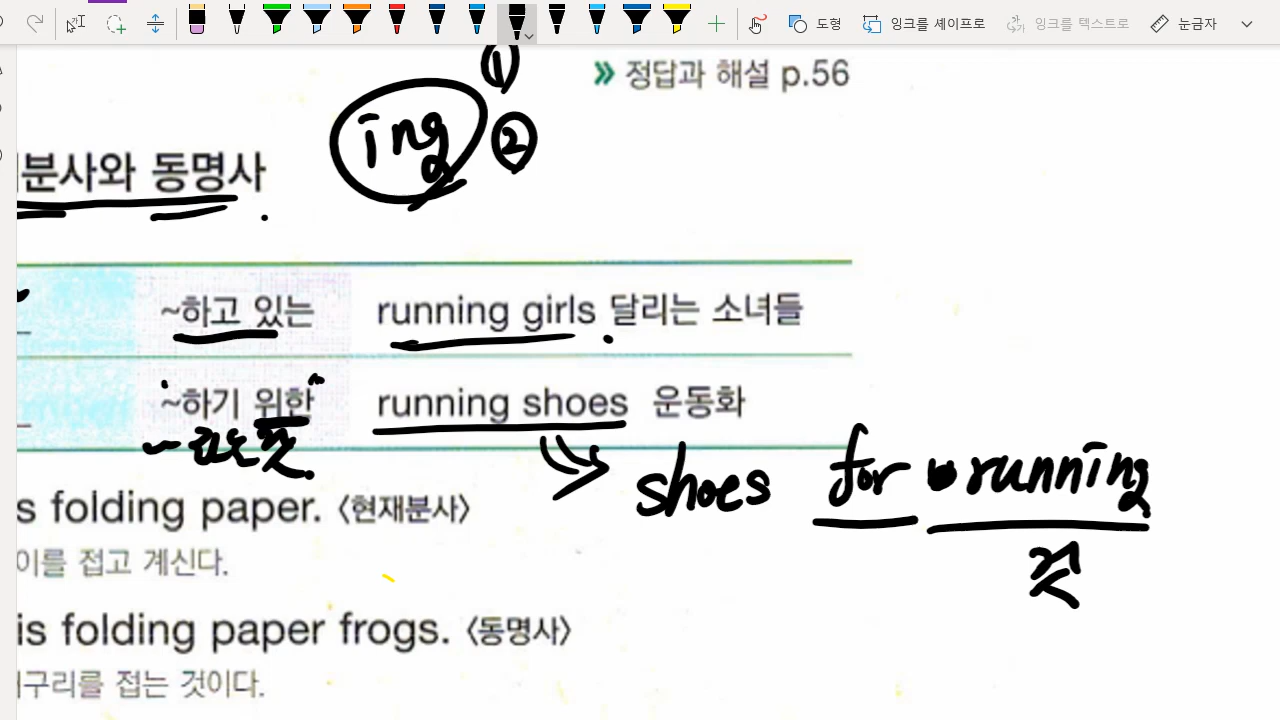 도형 잉크를 셰이프로 잉크를 텍스트로 눈금자
①
» 정답과 해설 p.56
ing ②
분사와 동명사
~하고 있는 running girls 달리는 소녀들
~하기 위한 running shoes 운동화
shoes for running
것
s folding paper. 〈현재분사〉
이를 접고 계신다.
is folding paper frogs. 〈동명사〉
구리를 접는 것이다.